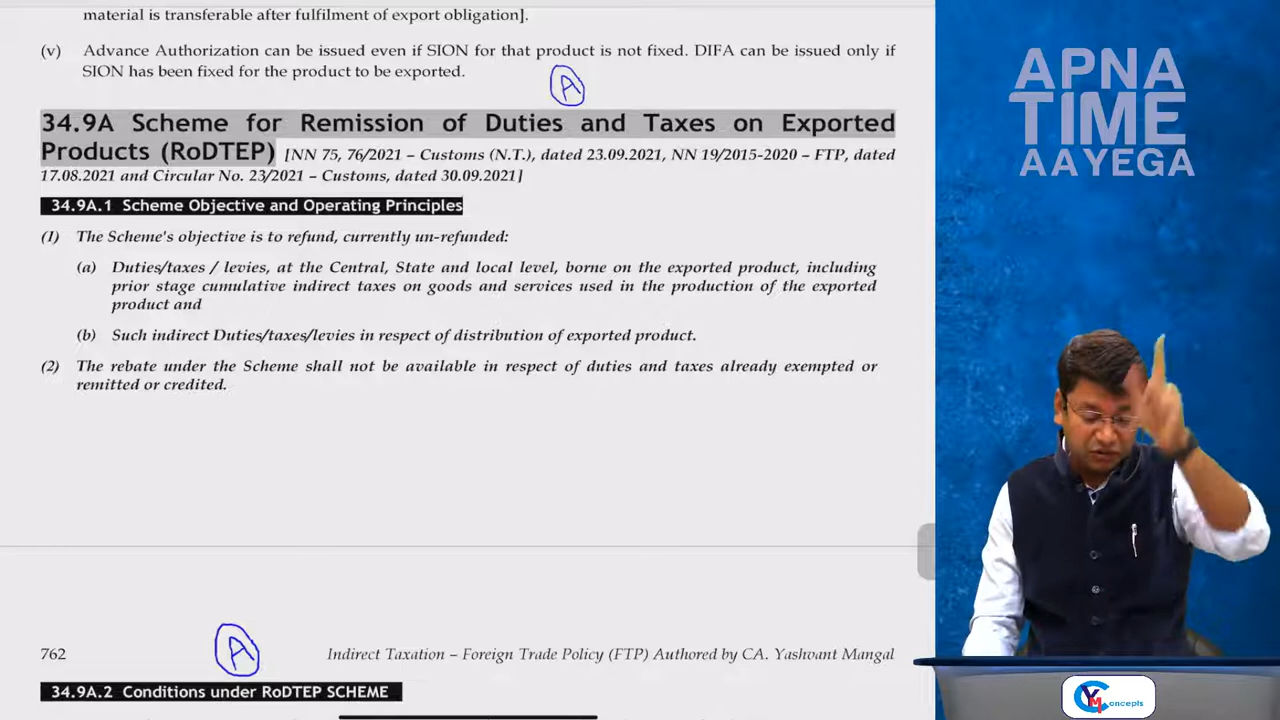 material is transferable after fulfilment of export obligation].
(v) Advance Authorization can be issued even if SION for that product is not fixed. DIFA can be issued only if
SION has been fixed for the product to be exported.
A
34.9A Scheme for Remission of Duties and Taxes on Exported
Products (RoDTEP) [NN 75, 76/2021 – Customs (N.T.), dated 23.09.2021, NN 19/2015-2020 – FTP, dated
17.08.2021 and Circular No. 23/2021 – Customs, dated 30.09.2021]
34.9A.1 Scheme Objective and Operating Principles
(1) The Scheme's objective is to refund, currently un-refunded:
(a) Duties/taxes / levies, at the Central, State and local level, borne on the exported product, including
prior stage cumulative indirect taxes on goods and services used in the production of the exported
product and
(b) Such indirect Duties/taxes/levies in respect of distribution of exported product.
(2) The rebate under the Scheme shall not be available in respect of duties and taxes already exempted or
remitted or credited.
A
762 Indirect Taxation – Foreign Trade Policy (FTP) Authored by CA. Yashvant Mangal
34.9A.2 Conditions under RoDTEP SCHEME
APNA
TIME
AAYEGA
YM Concepts